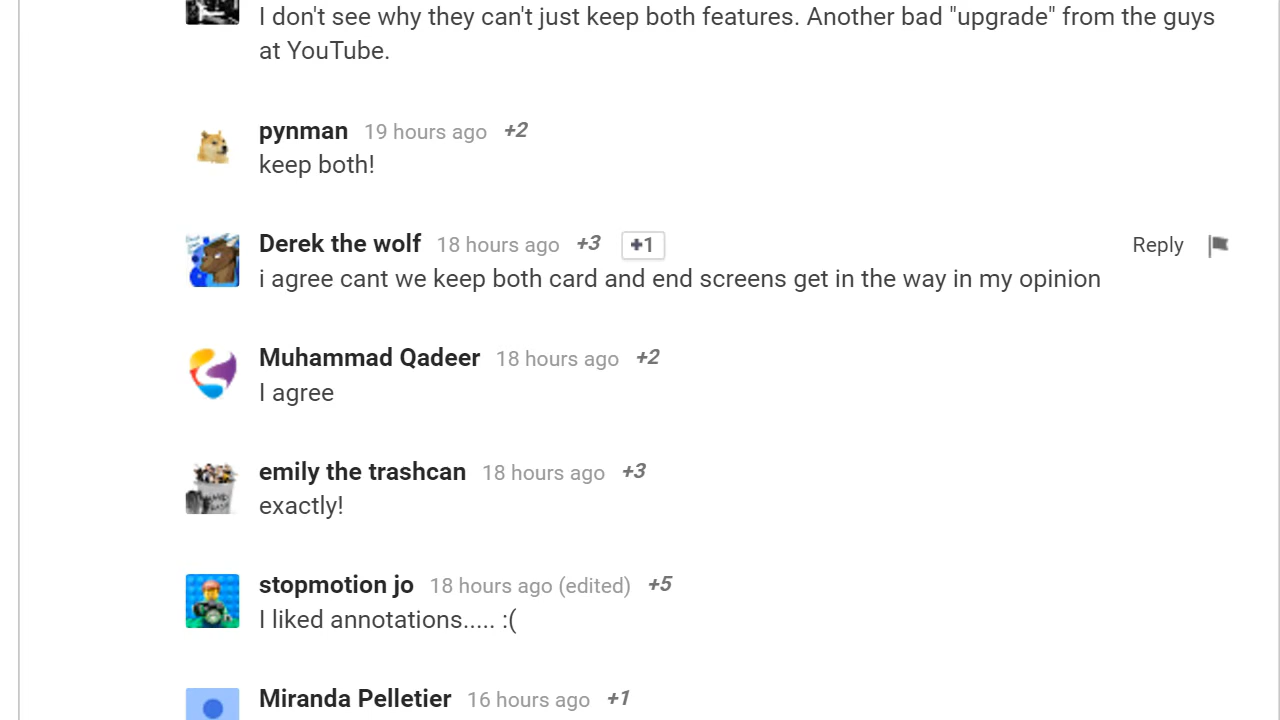 I don't see why they can't just keep both features. Another bad "upgrade" from the guys
at YouTube.
pynman 19 hours ago +2
keep both!
Derek the wolf 18 hours ago +3 +1 Reply
i agree cant we keep both card and end screens get in the way in my opinion
Muhammad Qadeer 18 hours ago +2
I agree
emily the trashcan 18 hours ago +3
exactly!
stopmotion jo 18 hours ago (edited) +5
I liked annotations..... :(
Miranda Pelletier 16 hours ago +1